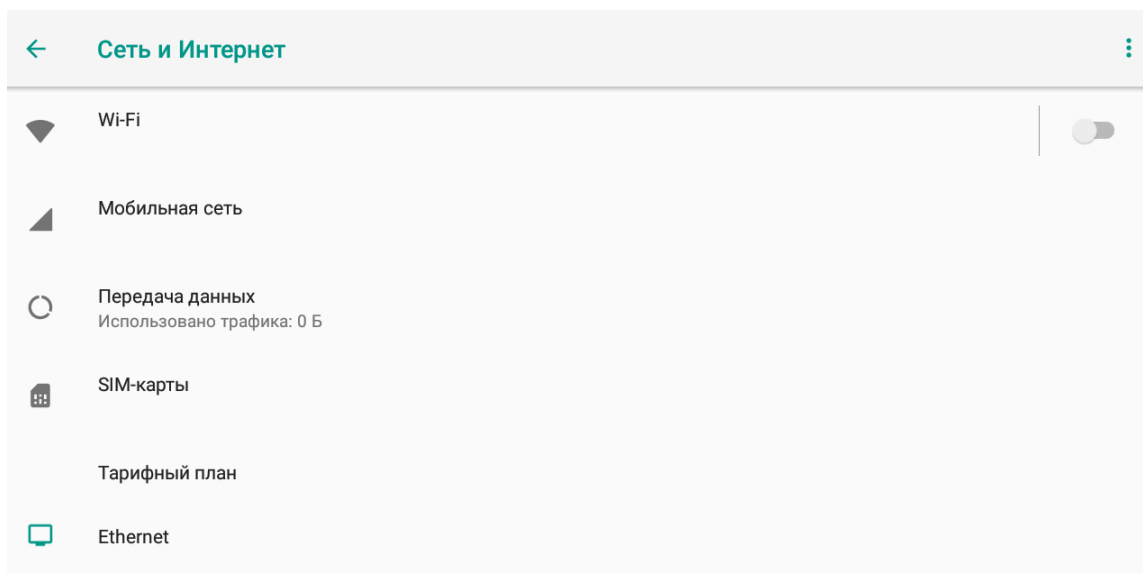 Сеть и Интернет
Wi-Fi
Мобильная сеть
Передача данных
Использовано трафика: 0 Б
SIM-карты
Тарифный план
Ethernet